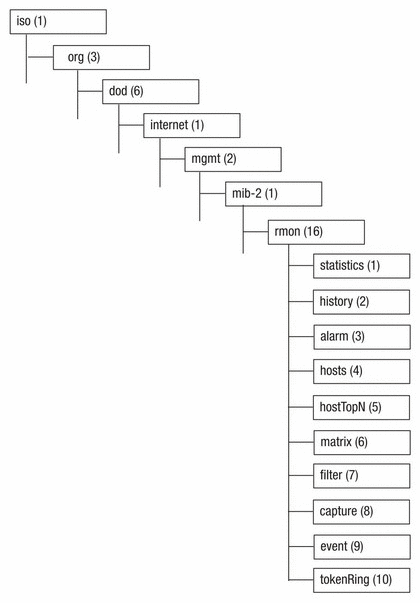 iso (1)
org (3)
dod (6)
internet (1)
mgmt (2)
mib-2 (1)
rmon (16)
statistics (1)
history (2)
alarm (3)
hosts (4)
hostTopN (5)
matrix (6)
filter (7)
capture (8)
event (9)
tokenRing (10)